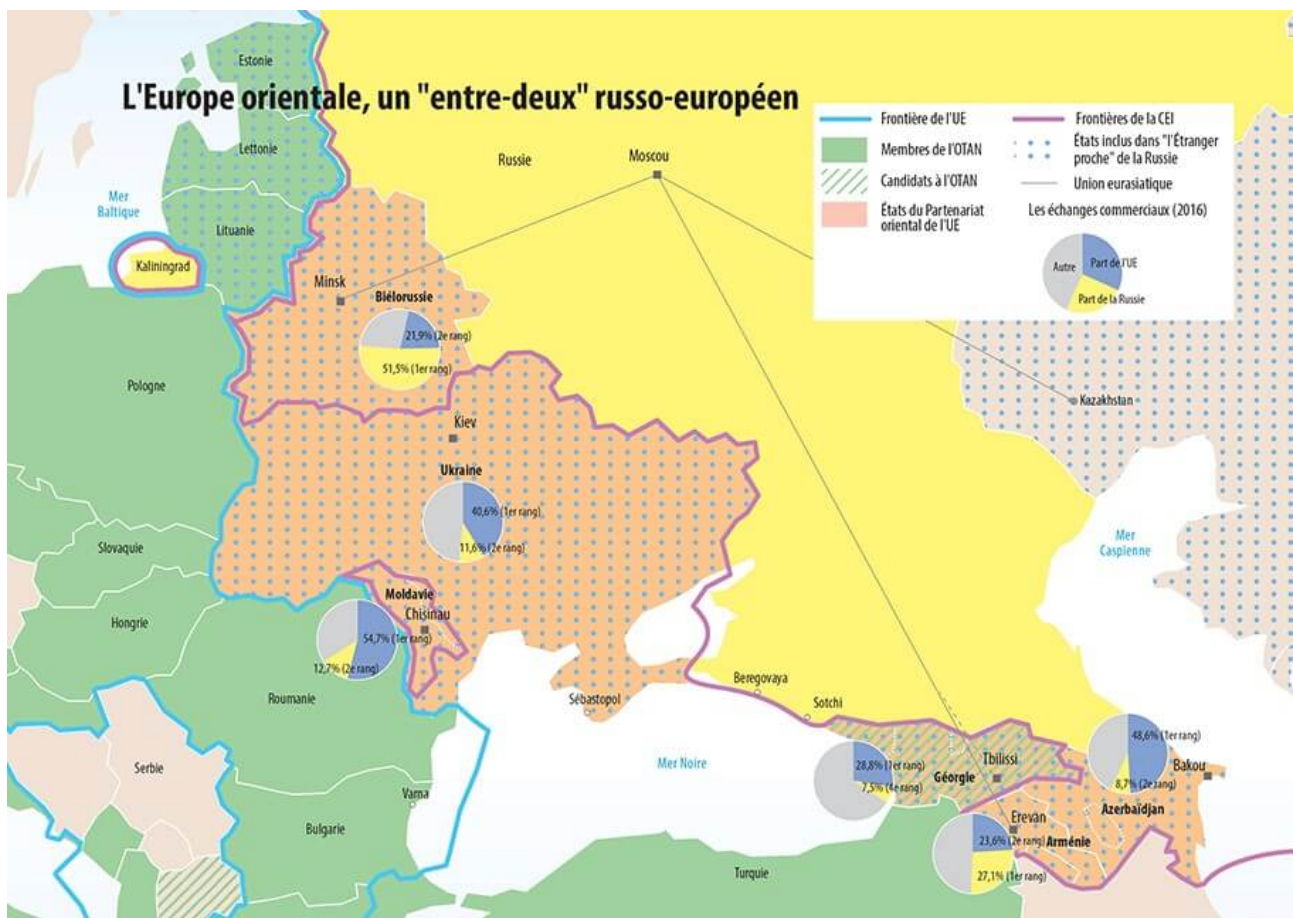 L'Europe orientale, un "entre-deux" russo-européen
Frontière de l'UE
Membres de l'OTAN
Candidats à l'OTAN
États du Partenariat
oriental de l'UE
Frontières de la CEI
États inclus dans "l'Étranger
proche" de la Russie
Union eurasiatique
Les échanges commerciaux (2016)
Autre
Part de l'UE
Part de la Russie
Estonie
Lettonie
Russie
Moscou
Mer
Baltique
Lituanie
Kaliningrad
Minsk
Biélorussie
21,9% (2e rang)
51,5% (1er rang)
Pologne
Kazakhstan
Kiev
Ukraine
40,6% (1er rang)
11,6% (2e rang)
Slovaquie
Mer
Caspienne
Hongrie
Moldavie
Chisinau
54,7% (1er rang)
12,7% (2e rang)
Roumanie
Sébastopol
Beregovaya
Sotchi
Serbie
Varna
Mer Noire
Bulgarie
28,8% (1er rang)
7,5% (4e rang)
Géorgie
Tbilissi
48,6% (1er rang)
8,7% (2e rang)
Bakou
Azerbaïdjan
Erevan
Arménie
23,6% (2e rang)
27,1% (1er rang)
Turquie